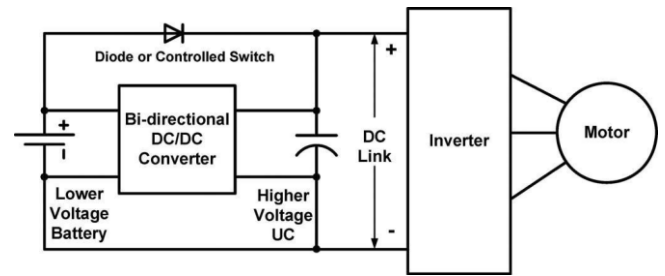 Diode or Controlled Switch
+
Bi-directional
DC/DC
Converter
+
-
DC
Link
Inverter
Motor
Lower
Voltage
Battery
Higher
Voltage
UC
-